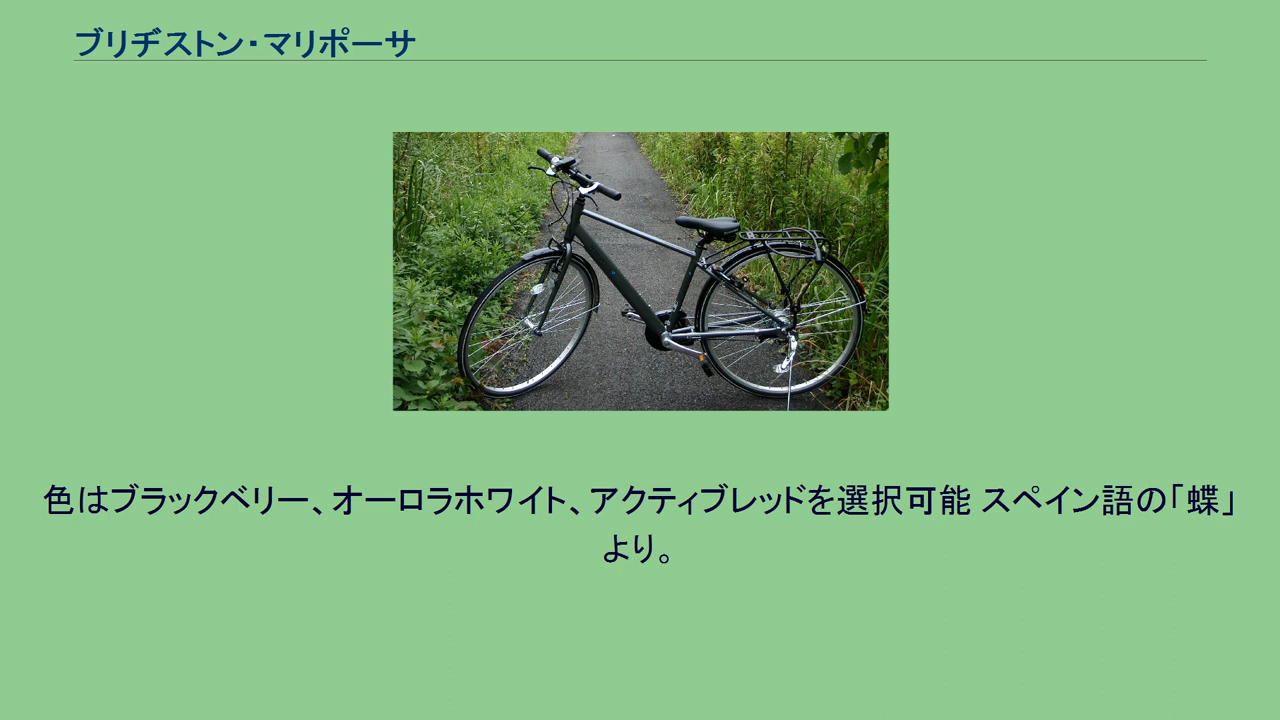 ブリヂストン・マリポーサ
色はブラックベリー、オーロラホワイト、アクティブレッドを選択可能 スペイン語の「蝶」
より。